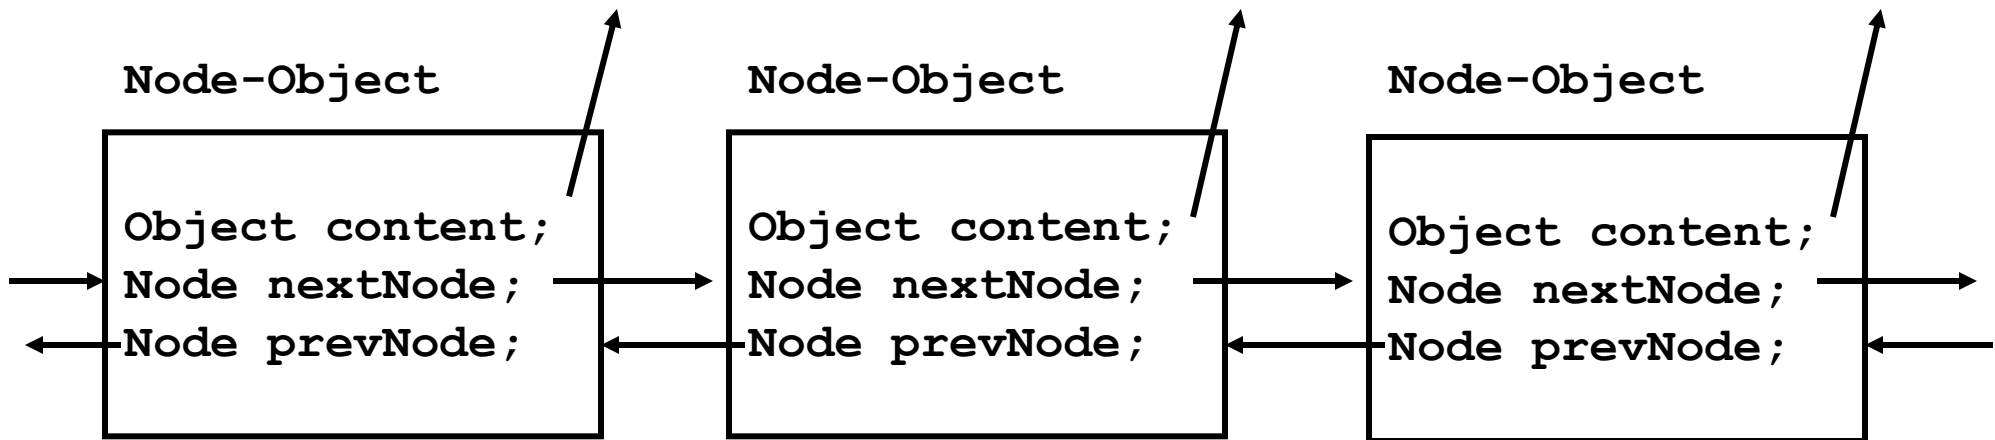 Node-Object
Object content;
Node nextNode;
Node prevNode;
Node-Object
Object content;
Node nextNode;
Node prevNode;
Node-Object
Object content;
Node nextNode;
Node prevNode;